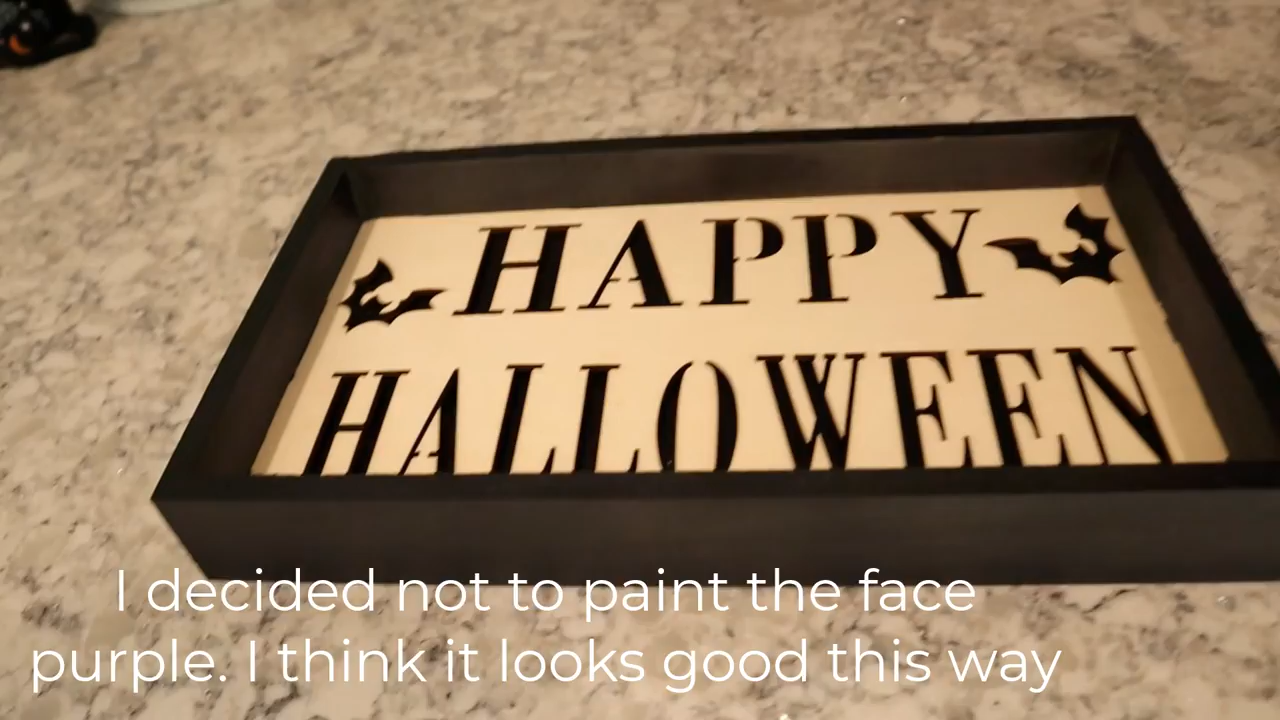 HAPPY
HALLOWEEN
I decided not to paint the face
purple. I think it looks good this way